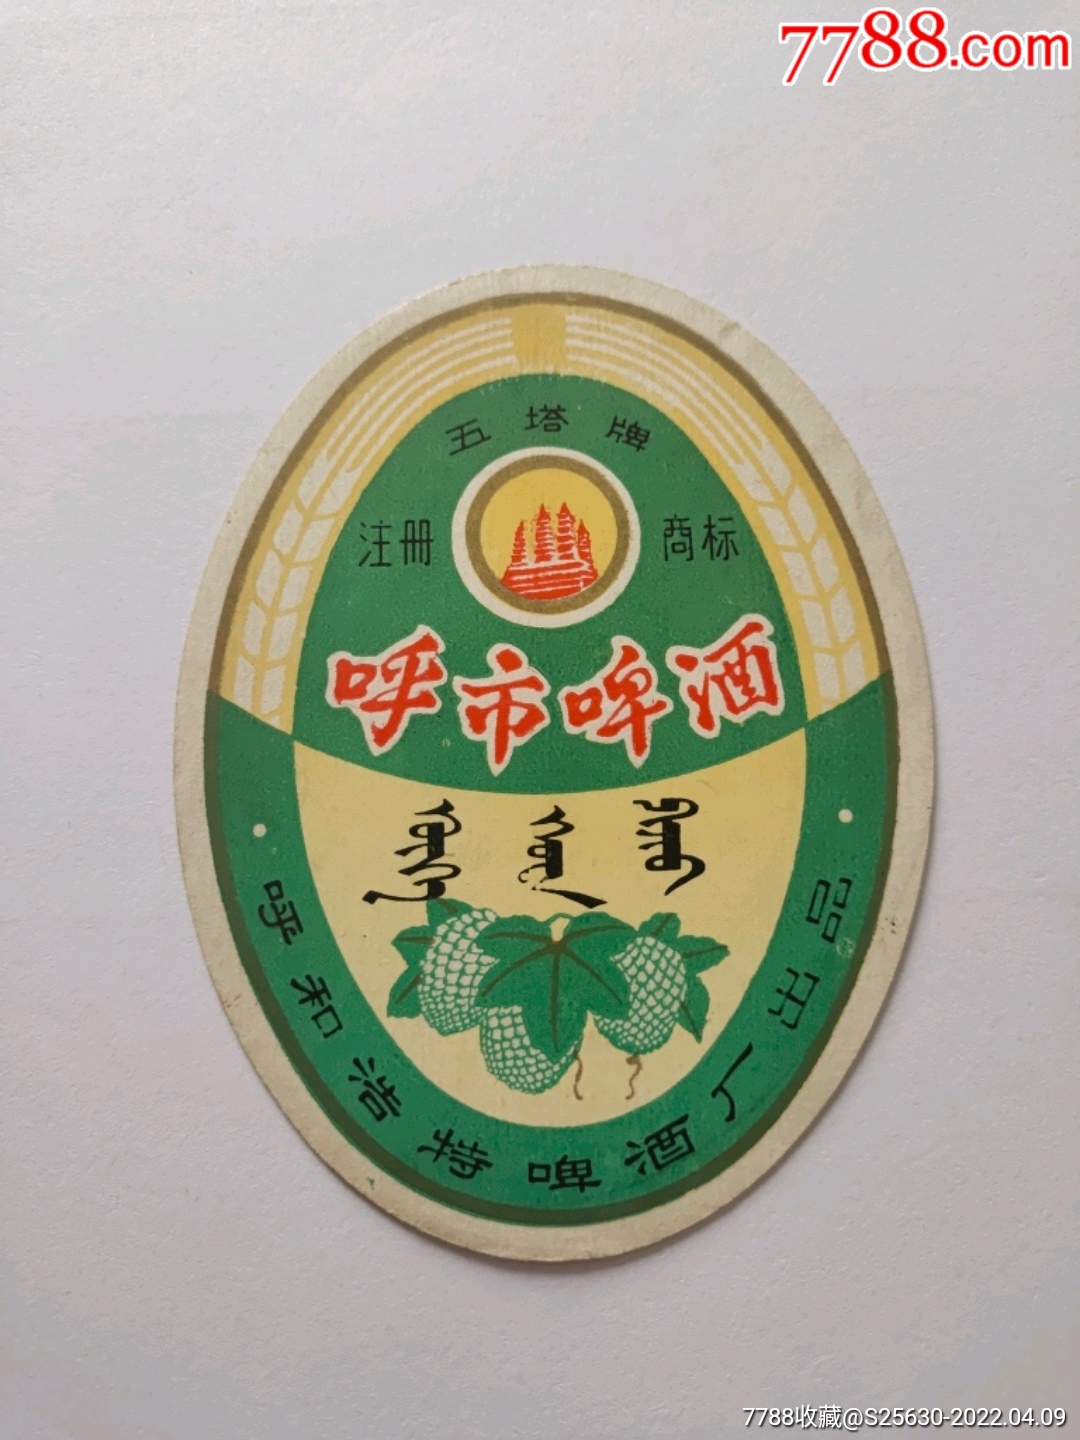 7788.com
五塔牌
注册 商标
呼市啤酒
呼和浩特啤酒厂出品
7788收藏@S25630-2022.04.09